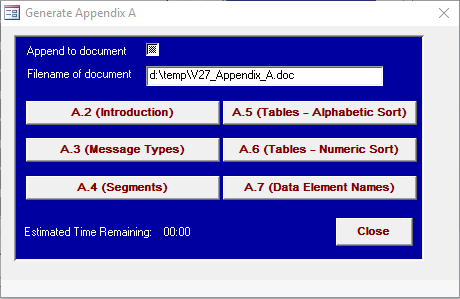 Generate Appendix A
Append to document
Filename of document d:\temp\V27_Appendix_A.doc
A.2 (Introduction) A.5 (Tables - Alphabetic Sort)
A.3 (Message Types) A.6 (Tables - Numeric Sort)
A.4 (Segments) A.7 (Data Element Names)
Estimated Time Remaining: 00:00 Close